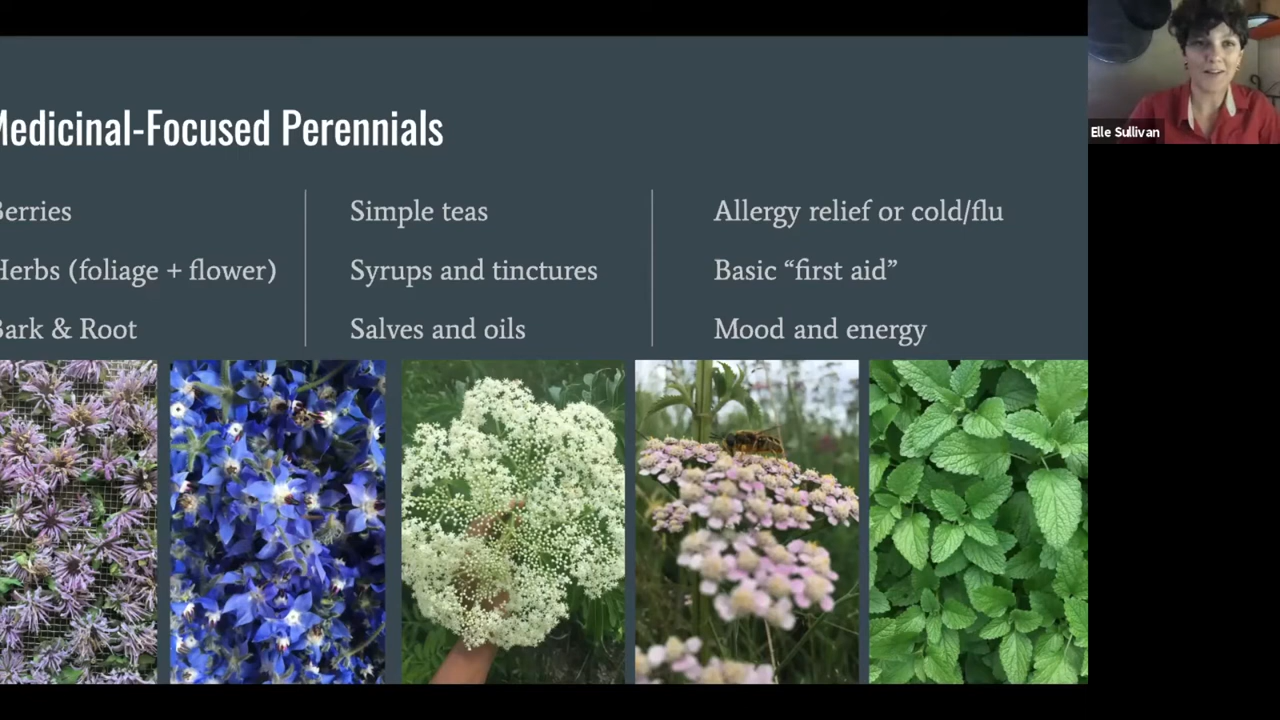 Medicinal-Focused Perennials
Berries
Herbs (foliage + flower)
Bark & Root
Simple teas
Syrups and tinctures
Salves and oils
Allergy relief or cold/flu
Basic “first aid”
Mood and energy
Elle Sullivan